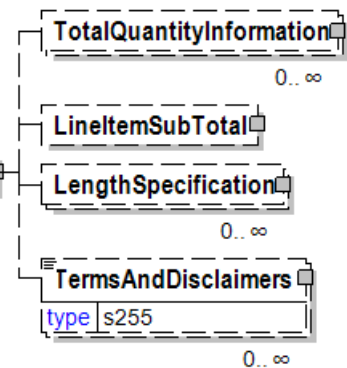 TotalQuantityInformation
0.. ∞
LineItemSubTotal
LengthSpecification
0.. ∞
TermsAndDisclaimers
type s255
0.. ∞